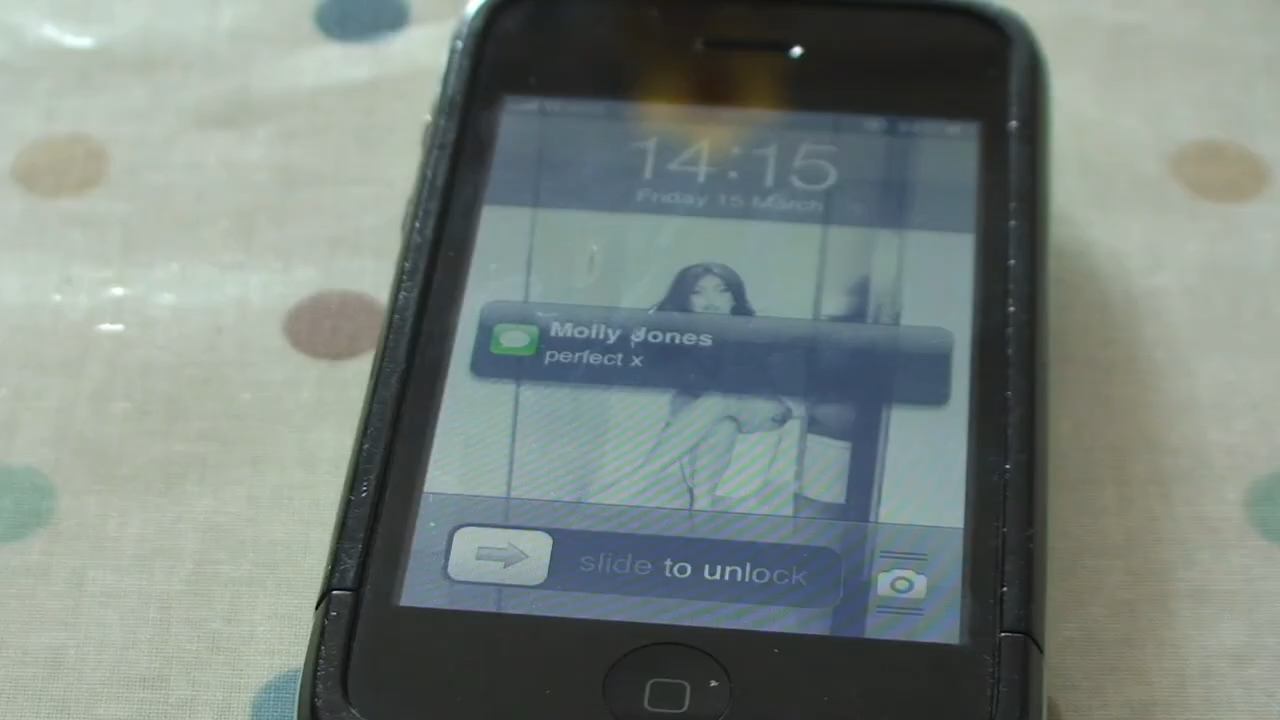 14:15
Friday 15 March
Molly Jones
perfect x
slide to unlock